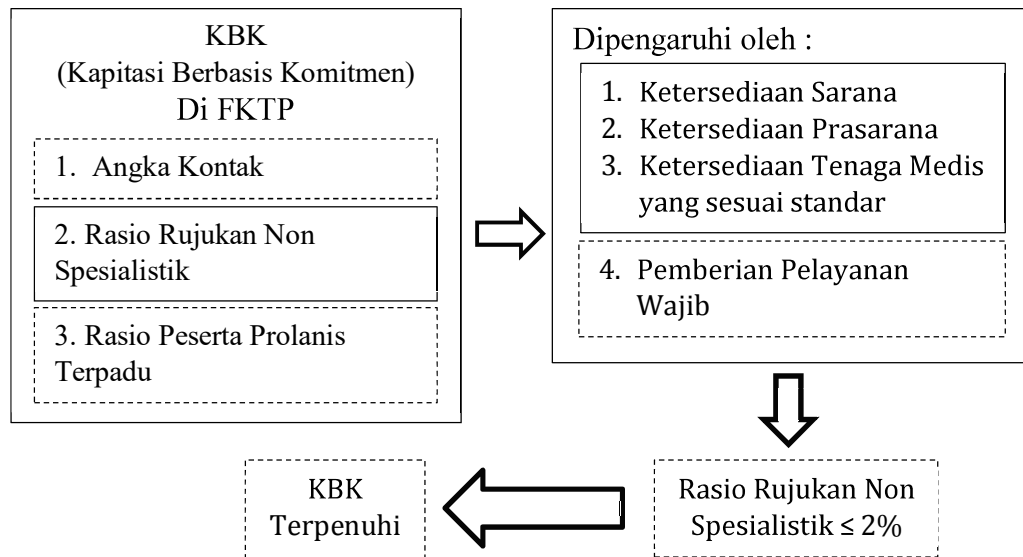 KBK
(Kapitasi Berbasis Komitmen)
Di FKTP
1. Angka Kontak
2. Rasio Rujukan Non
Spesialistik
3. Rasio Peserta Prolanis
Terpadu
Dipengaruhi oleh :
1. Ketersediaan Sarana
2. Ketersediaan Prasarana
3. Ketersediaan Tenaga Medis
yang sesuai standar
4. Pemberian Pelayanan
Wajib
Rasio Rujukan Non
Spesialistik ≤ 2%
KBK
Terpenuhi